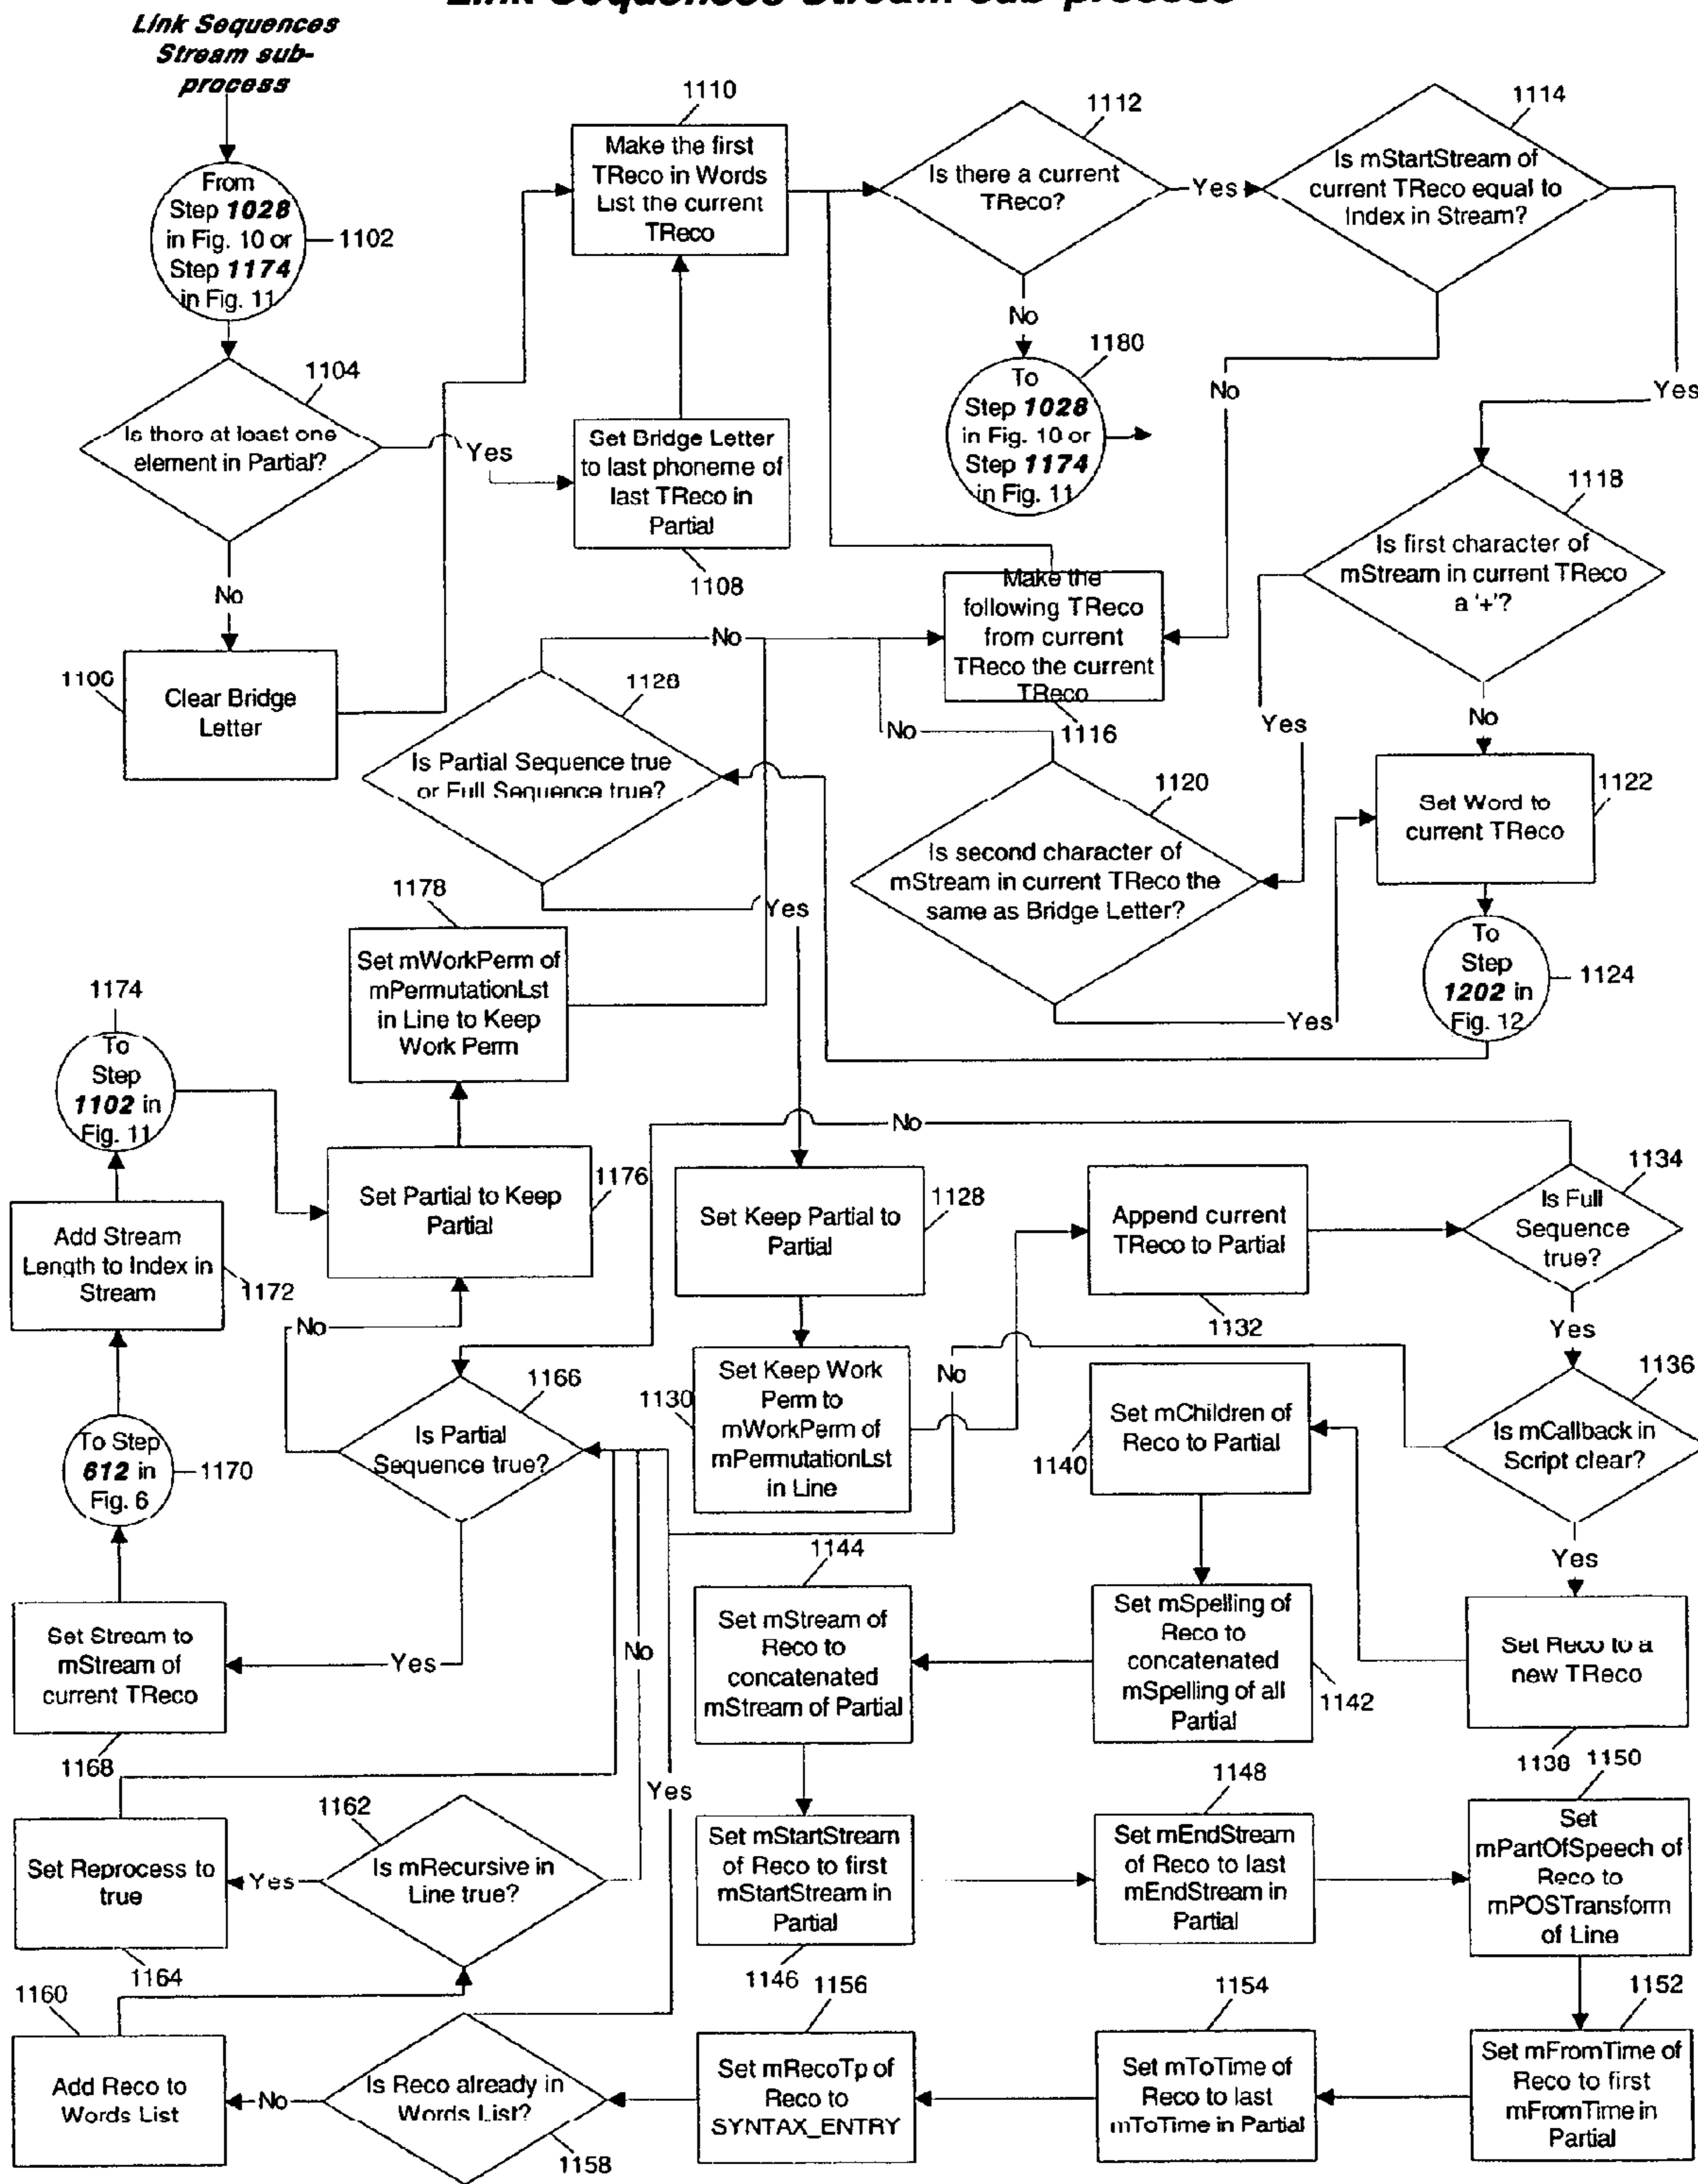 Link Sequences Stream sub-process
Link Sequences
Stream sub-
process
From
Step 1028
in Fig. 10 or
Step 1174
in Fig. 11
1102
1104
Is there at least one
element in Partial?
Yes
No
1106
Clear Bridge
Letter
1110
Make the first
TReco in Words
List the current
TReco
Set Bridge Letter
to last phoneme of
last TReco in
Partial
1108
1112
Is there a current
TReco?
Yes
No
1180
To
Step 1028
in Fig. 10 or
Step 1174
in Fig. 11
1114
Is mStartStream of
current TReco equal to
Index in Stream?
No
Yes
1118
Is first character of
mStream in current TReco
a '+'?
Yes
No
Make the
following TReco
from current
TReco the current
TReco
1116
No
1120
Is second character of
mStream in current TReco the
same as Bridge Letter?
Yes
1122
Set Word to
current TReco
To
Step
1202 in
Fig. 12
1124
1126
Is Partial Sequence true
or Full Sequence true?
No
Yes
1178
Set mWorkPerm of
mPermutationLst
in Line to Keep
Work Perm
1174
To
Step
1102 in
Fig. 11
1176
Set Partial to Keep
Partial
Add Stream
Length to Index in
Stream
1172
No
To Step
612 in
Fig. 6
1170
1166
Is Partial
Sequence true?
Yes
Set Stream to
mStream of
current TReco
1168
No
1128
Set Keep Partial to
Partial
1130
Set Keep Work
Perm to
mWorkPerm of
mPermutationLst
in Line
Append current
TReco to Partial
1132
1134
Is Full
Sequence
true?
Yes
1136
Is mCallback in
Script clear?
No
Yes
Set Reco to a
new TReco
1138
1140
Set mChildren of
Reco to Partial
Set mSpelling of
Reco to
concatenated
mSpelling of all
Partial
1142
1144
Set mStream of
Reco to
concatenated
mStream of Partial
Set mStartStream
of Reco to first
mStartStream in
Partial
1146
1148
Set mEndStream
of Reco to last
mEndStream in
Partial
1150
Set
mPartOfSpeech of
Reco to
mPOSTransform
of Line
1152
Set mFromTime of
Reco to first
mFromTime in
Partial
1154
Set mToTime of
Reco to last
mToTime in Partial
1156
Set mRecoTp of
Reco to
SYNTAX_ENTRY
Is Reco already in
Words List?
1158
Yes
No
1160
Add Reco to
Words List
1162
Is mRecursive in
Line true?
No
Yes
Set Reprocess to
true
1164